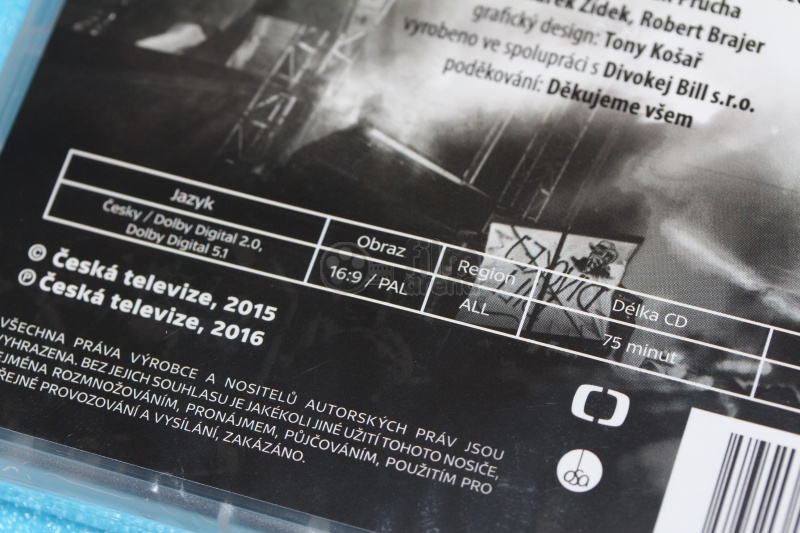 Prucha
Zídek, Robert Brajer
grafický design: Tony Košař
vyrobeno ve spolupráci s Divokej Bill s.r.o.
poděkování: Děkujeme všem
Jazyk
Česky / Dolby Digital 2.0,
Dolby Digital 5.1
Obraz
16:9 / PAL
Region
ALL
Délka CD
75 minut
© Česká televize, 2015
℗ Česká televize, 2016
VŠECHNA PRÁVA VÝROBCE A NOSITELŮ AUTORSKÝCH PRÁV JSOU
VYHRAZENA. BEZ JEJICH SOUHLASU JE JAKÉKOLI JINÉ UŽITÍ TOHOTO NOSIČE,
ZEJMÉNA ROZMNOŽOVÁNÍM, PRONÁJMEM, PŮJČOVÁNÍM, POUŽITÍM PRO
PROVOZOVÁNÍ A VYSÍLÁNÍ, ZAKÁZÁNO.
osa